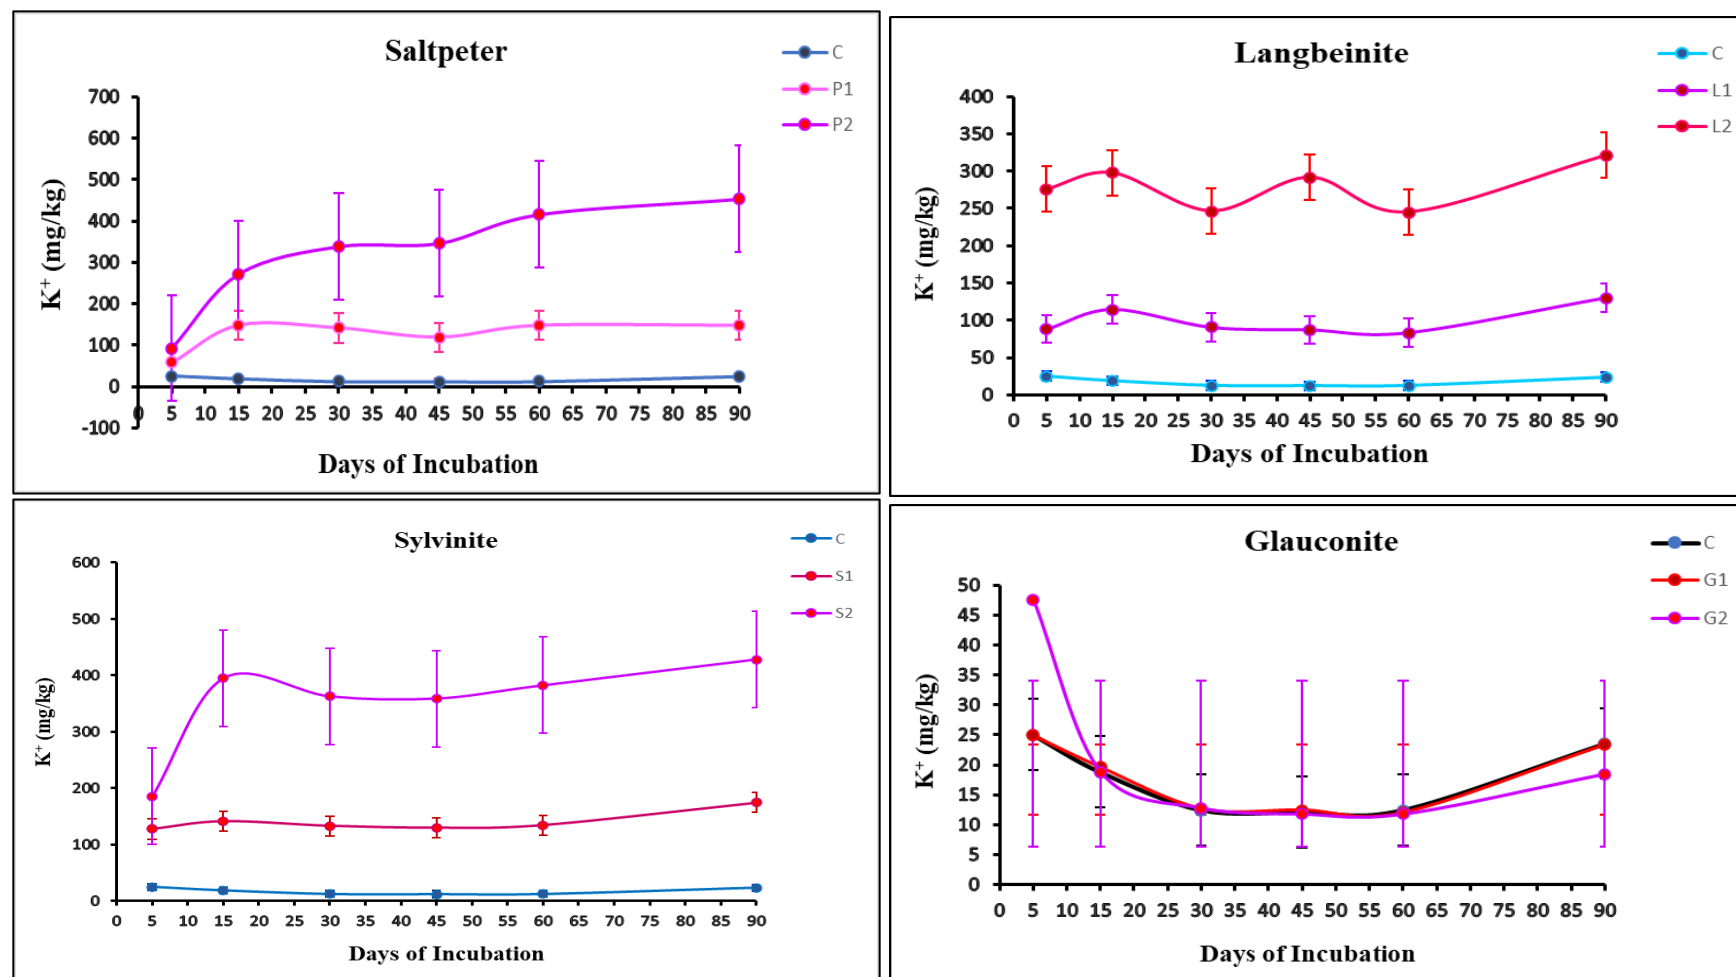 Saltpeter
C
P1
P2
700
600
500
400
300
200
100
0
-100
K+ (mg/kg)
0 5 10 15 20 25 30 35 40 45 50 55 60 65 70 75 80 85 90
Days of Incubation
Langbeinite
C
L1
L2
400
350
300
250
200
150
100
50
0
K+ (mg/kg)
0 5 10 15 20 25 30 35 40 45 50 55 60 65 70 75 80 85 90
Days of Incubation
Sylvinite
C
S1
S2
600
500
400
300
200
100
0
K+ (mg/kg)
0 5 10 15 20 25 30 35 40 45 50 55 60 65 70 75 80 85 90
Days of Incubation
Glauconite
C
G1
G2
50
45
40
35
30
25
20
15
10
5
0
K+ (mg/kg)
0 5 10 15 20 25 30 35 40 45 50 55 60 65 70 75 80 85 90
Days of Incubation